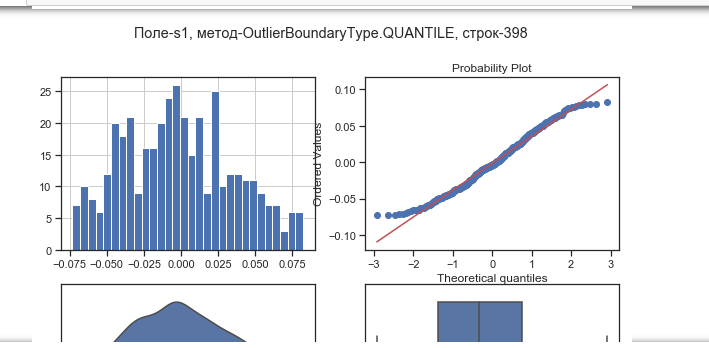 Поле-s1, метод-OutlierBoundaryType.QUANTILE, строк-398
25
20
15
10
5
0
−0.075 −0.050 −0.025 0.000 0.025 0.050 0.075
Probability Plot
Ordered Values
0.10
0.05
0.00
−0.05
−0.10
−3 −2 −1 0 1 2 3
Theoretical quantiles